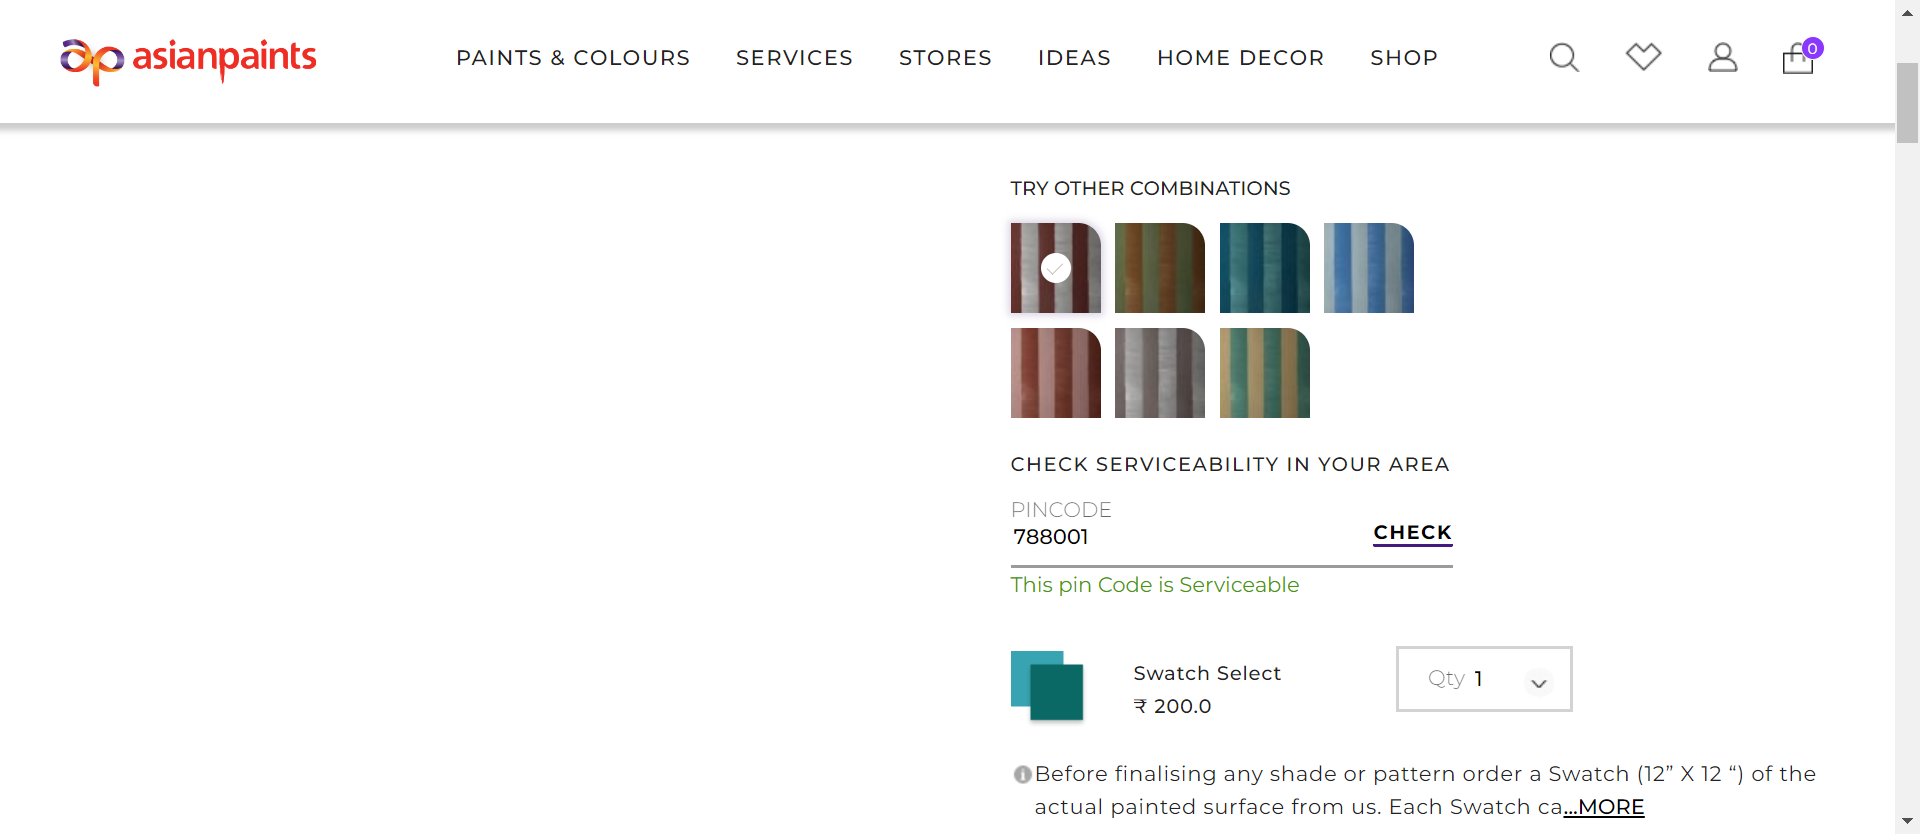 asianpaints
PAINTS & COLOURS SERVICES STORES IDEAS HOME DECOR SHOP
0
TRY OTHER COMBINATIONS
CHECK SERVICEABILITY IN YOUR AREA
PINCODE
788001
CHECK
This pin Code is Serviceable
Swatch Select
₹ 200.0
Qty 1
Before finalising any shade or pattern order a Swatch (12” X 12 “) of the
actual painted surface from us. Each Swatch ca...MORE